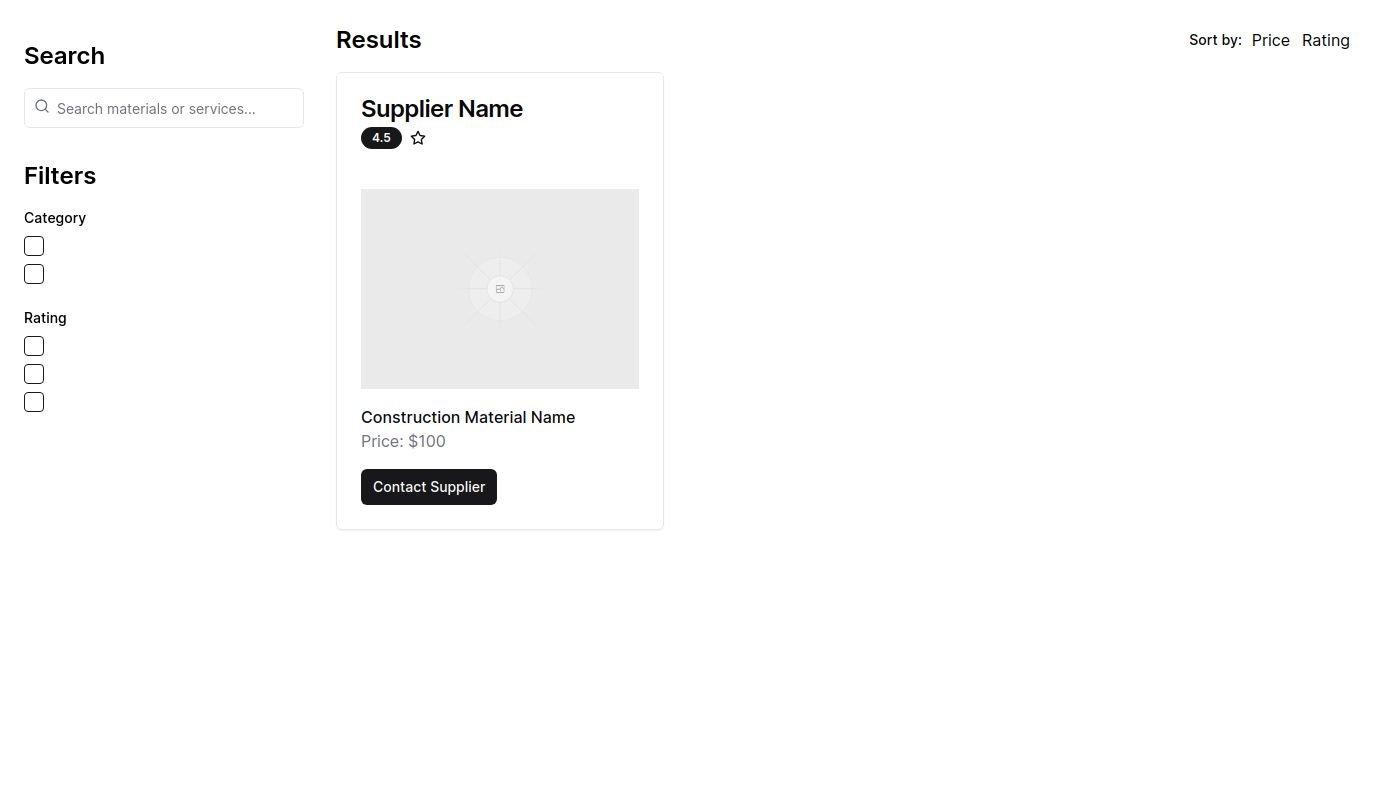 Search
Search materials or services...
Filters
Category
Rating
Results
Sort by: Price Rating
Supplier Name
4.5
Construction Material Name
Price: $100
Contact Supplier